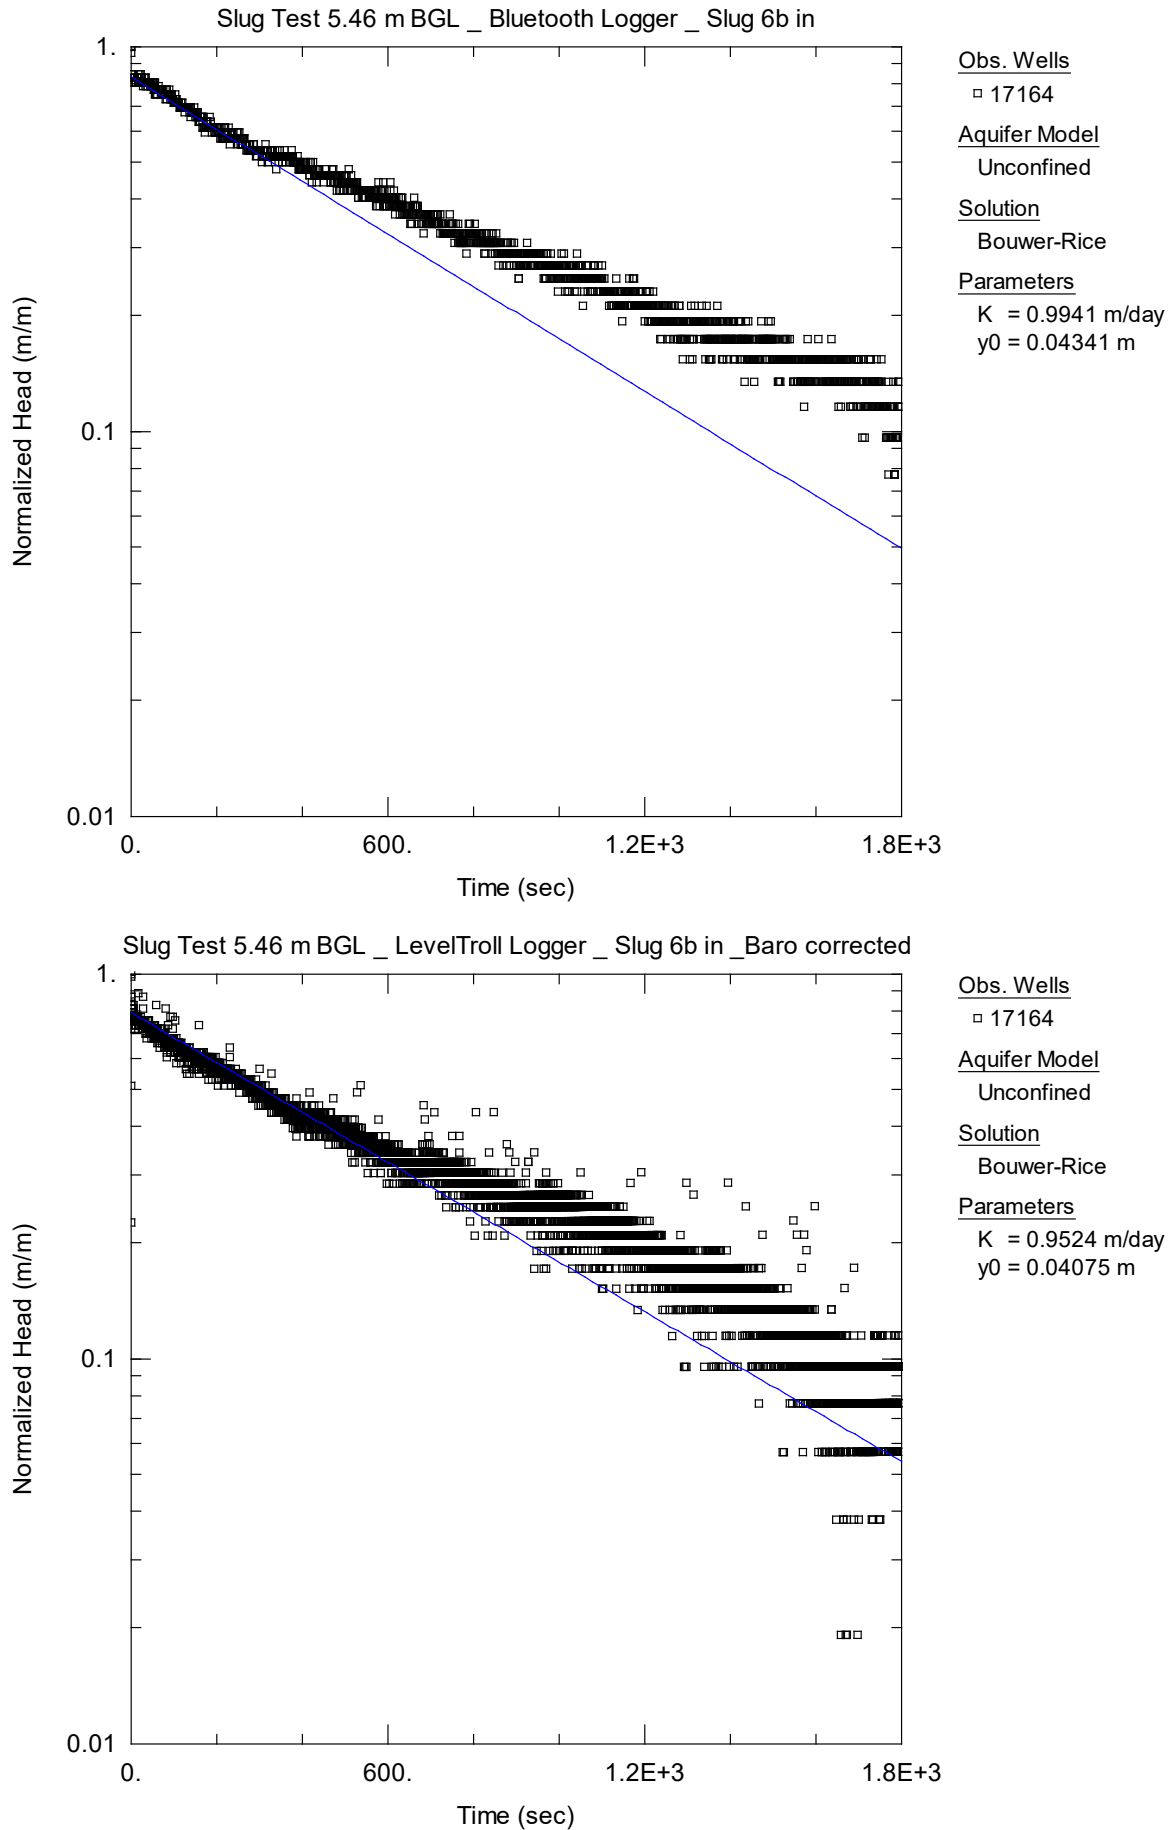 Slug Test 5.46 m BGL _ Bluetooth Logger _ Slug 6b in
1.
0.1
0.01
Normalized Head (m/m)
0.
600.
1.2E+3
1.8E+3
Time (sec)
Obs. Wells
17164
Aquifer Model
Unconfined
Solution
Bouwer-Rice
Parameters
K = 0.9941 m/day
y0 = 0.04341 m
Slug Test 5.46 m BGL _ LevelTroll Logger _ Slug 6b in _Baro corrected
1.
0.1
0.01
Normalized Head (m/m)
0.
600.
1.2E+3
1.8E+3
Time (sec)
Obs. Wells
17164
Aquifer Model
Unconfined
Solution
Bouwer-Rice
Parameters
K = 0.9524 m/day
y0 = 0.04075 m